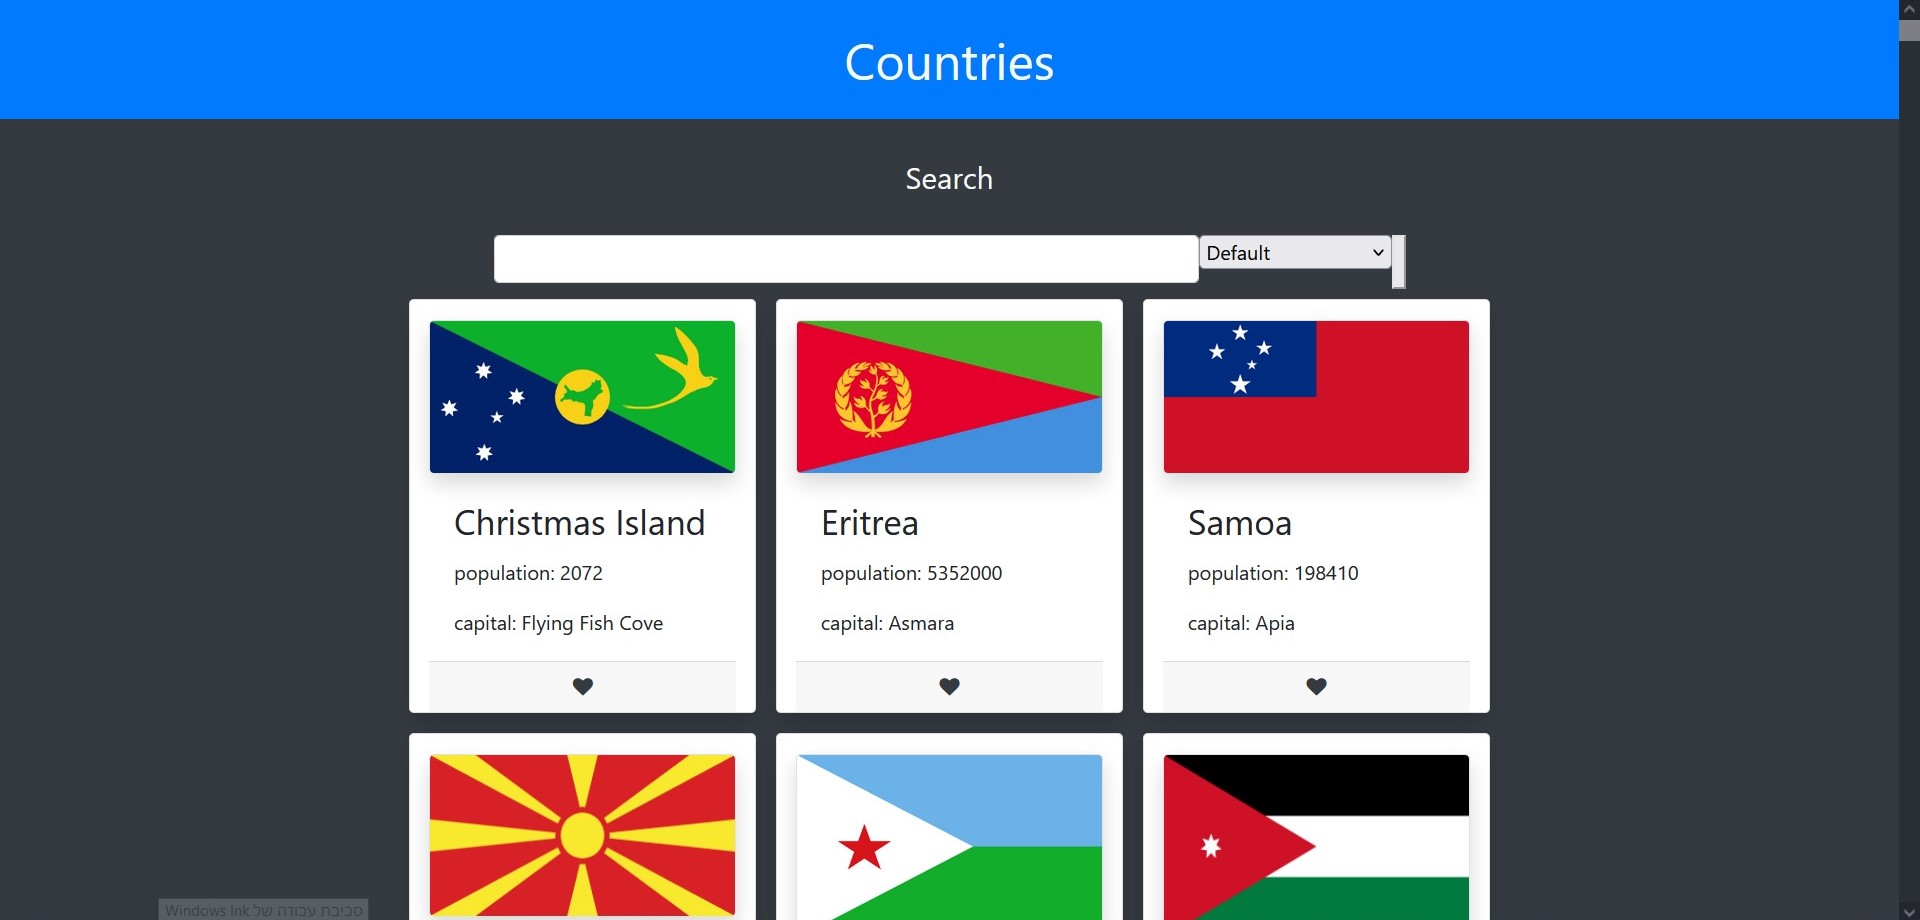 Countries
Search
Default
Christmas Island
population: 2072
capital: Flying Fish Cove
Eritrea
population: 5352000
capital: Asmara
Samoa
population: 198410
capital: Apia
סביבת עבודה של Windows Ink